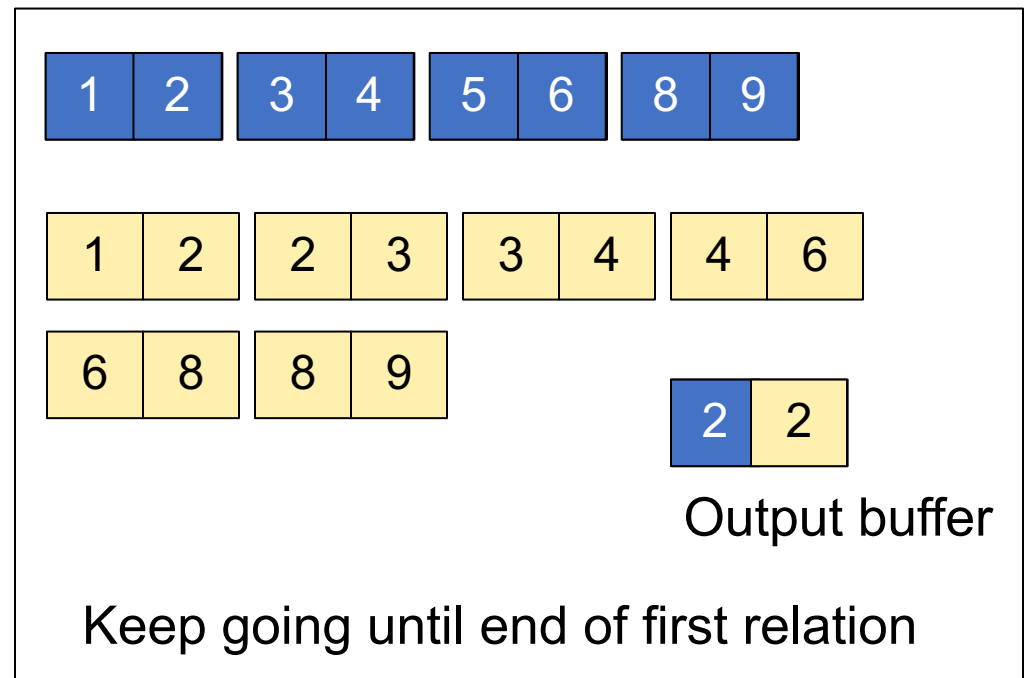 1 2 3 4 5 6 8 9
1 2 2 3 3 4 4 6
6 8 8 9
2 2
Output buffer
Keep going until end of first relation